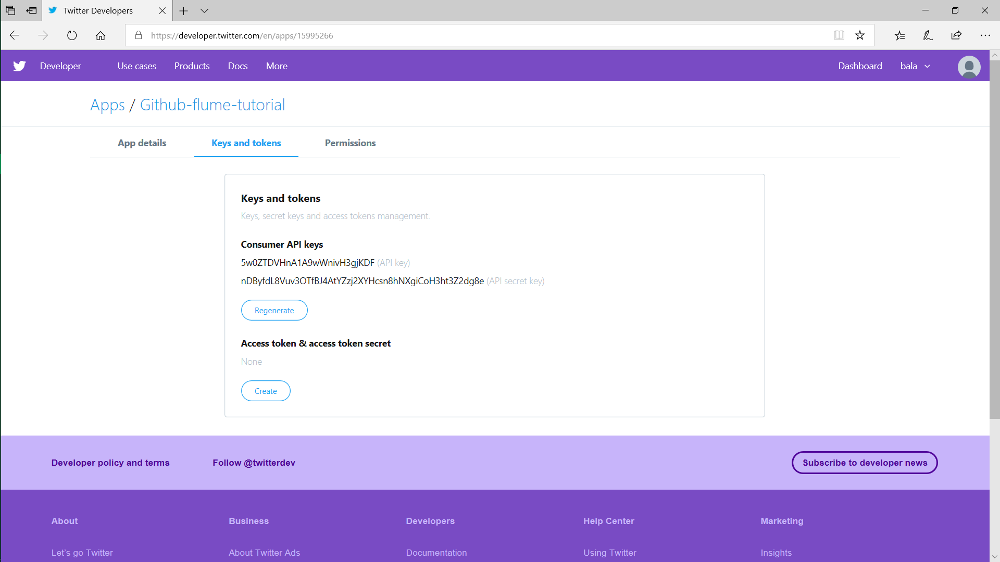 Twitter Developers
https://developer.twitter.com/en/apps/15995266
Developer Use cases Products Docs More Dashboard bala
Apps / Github-flume-tutorial
App details Keys and tokens Permissions
Keys and tokens
Keys, secret keys and access tokens management.
Consumer API keys
5w0ZTDVHnA1A9wWnivH3gjKDF (API key)
nDByfdL8Vuv3OTfBJ4AtYZzj2XYHcsn8hNXgiCoH3ht3Z2dg8e (API secret key)
Regenerate
Access token & access token secret
None
Create
Developer policy and terms Follow @twitterdev Subscribe to developer news
About Business Developers Help Center Marketing
Let's go Twitter About Twitter Ads Documentation Using Twitter Insights